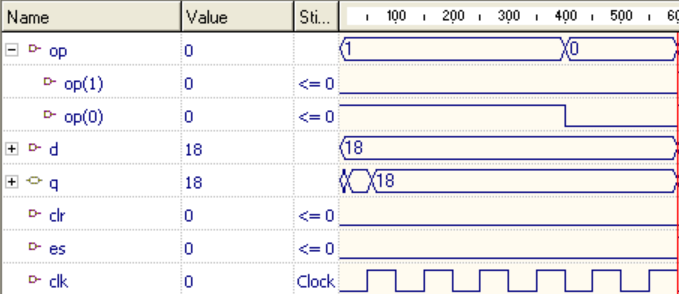 Name Value Sti... 100 200 300 400 500 60
op 0 1 0
op(1) 0 <= 0
op(0) 0 <= 0
d 18 18
q 18 18
clr 0 <= 0
es 0 <= 0
clk 0 Clock